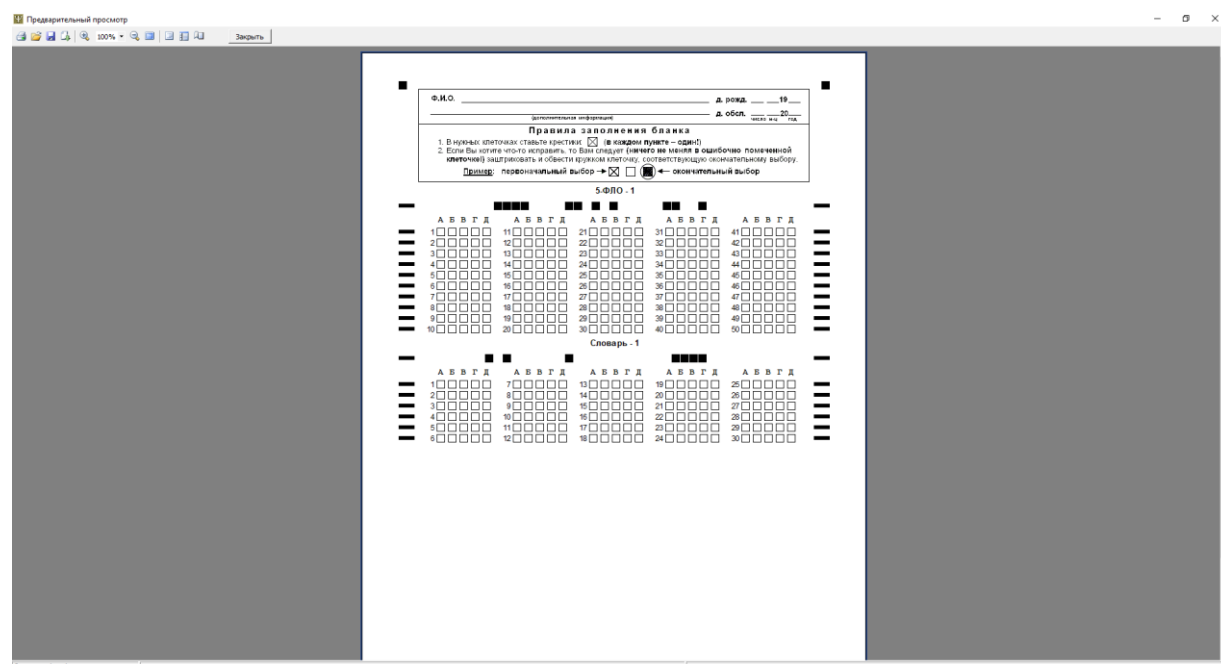 Предварительный просмотр
100% Закрыть
Ф.И.О. д. рожд. 19
(дополнительная информация) д. обсл. 20
число м-ц год
Правила заполнения бланка
1. В нужных клеточках ставьте крестики: (в каждом пункте – один!)
2. Если Вы хотите что-то исправить, то Вам следует (ничего не меняя в ошибочно помеченной
клеточке!) заштриховать и обвести кружком клеточку, соответствующую окончательному выбору.
Пример: первоначальный выбор → ← окончательный выбор
5-ФЛО - 1
А Б В Г Д А Б В Г Д А Б В Г Д А Б В Г Д А Б В Г Д
1 11 21 31 41
2 12 22 32 42
3 13 23 33 43
4 14 24 34 44
5 15 25 35 45
6 16 26 36 46
7 17 27 37 47
8 18 28 38 48
9 19 29 39 49
10 20 30 40 50
Словарь - 1
А Б В Г Д А Б В Г Д А Б В Г Д А Б В Г Д А Б В Г Д
1 7 13 19 25
2 8 14 20 26
3 9 15 21 27
4 10 16 22 28
5 11 17 23 29
6 12 18 24 30